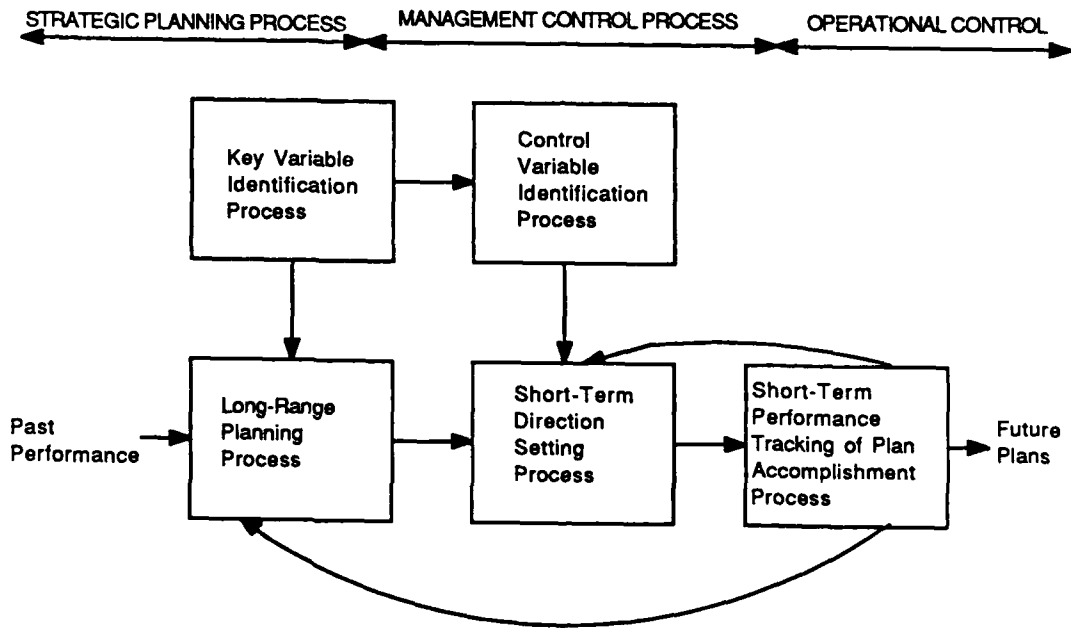 STRATEGIC PLANNING PROCESS
MANAGEMENT CONTROL PROCESS
OPERATIONAL CONTROL
Key Variable
Identification
Process
Control
Variable
Identification
Process
Past
Performance
Long-Range
Planning
Process
Short-Term
Direction
Setting
Process
Short-Term
Performance
Tracking of Plan
Accomplishment
Process
Future
Plans